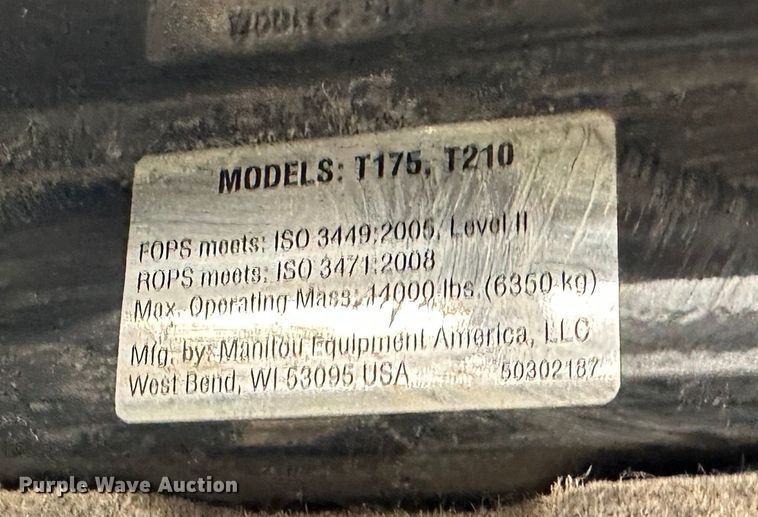 MODELS: T175, T210
FOPS meets: ISO 3449:2005, Level II
ROPS meets: ISO 3471:2008
Max. Operating Mass: 14000 lbs. (6350 kg)
Mfg. by: Manitou Equipment America, LLC
West Bend, WI 53095 USA 50302187
Purple Wave Auction